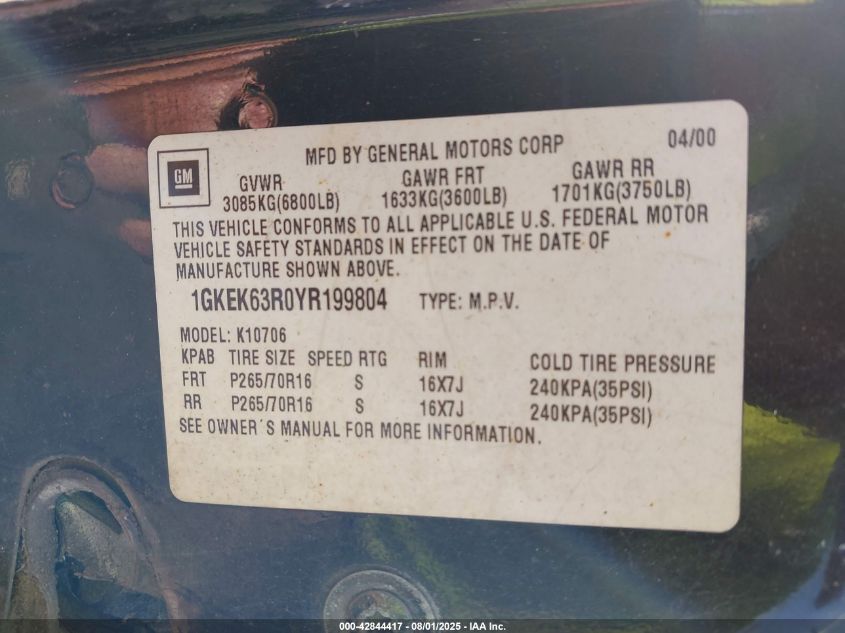 MFD BY GENERAL MOTORS CORP 04/00
GM
GVWR GAWR FRT GAWR RR
3085KG(6800LB) 1633KG(3600LB) 1701KG(3750LB)
THIS VEHICLE CONFORMS TO ALL APPLICABLE U.S. FEDERAL MOTOR
VEHICLE SAFETY STANDARDS IN EFFECT ON THE DATE OF
MANUFACTURE SHOWN ABOVE.
1GKEK63R0YR199804 TYPE: M.P.V.
MODEL: K10706
KPAB TIRE SIZE SPEED RTG RIM COLD TIRE PRESSURE
FRT P265/70R16 S 16X7J 240KPA(35PSI)
RR P265/70R16 S 16X7J 240KPA(35PSI)
SEE OWNER'S MANUAL FOR MORE INFORMATION.
000-42844417 - 08/01/2025 - IAA Inc.